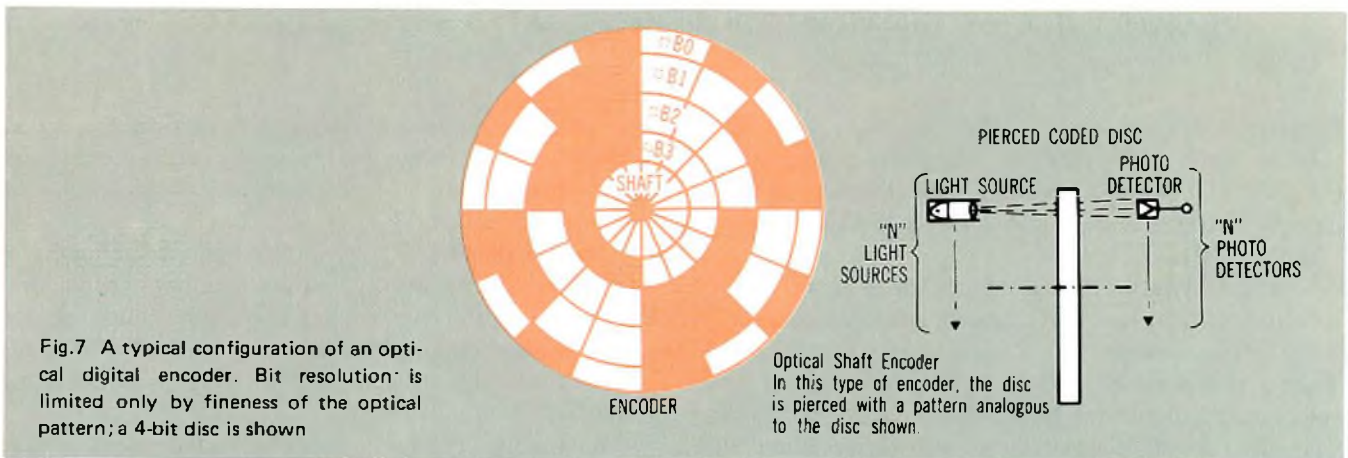 Fig.7 A typical configuration of an opti-
cal digital encoder. Bit resolution is
limited only by fineness of the optical
pattern; a 4-bit disc is shown
B0
B1
B2
B3
SHAFT
ENCODER
PIERCED CODED DISC
LIGHT SOURCE
PHOTO
DETECTOR
"N"
LIGHT
SOURCES
"N"
PHOTO
DETECTORS
Optical Shaft Encoder
In this type of encoder, the disc
is pierced with a pattern analogous
to the disc shown.